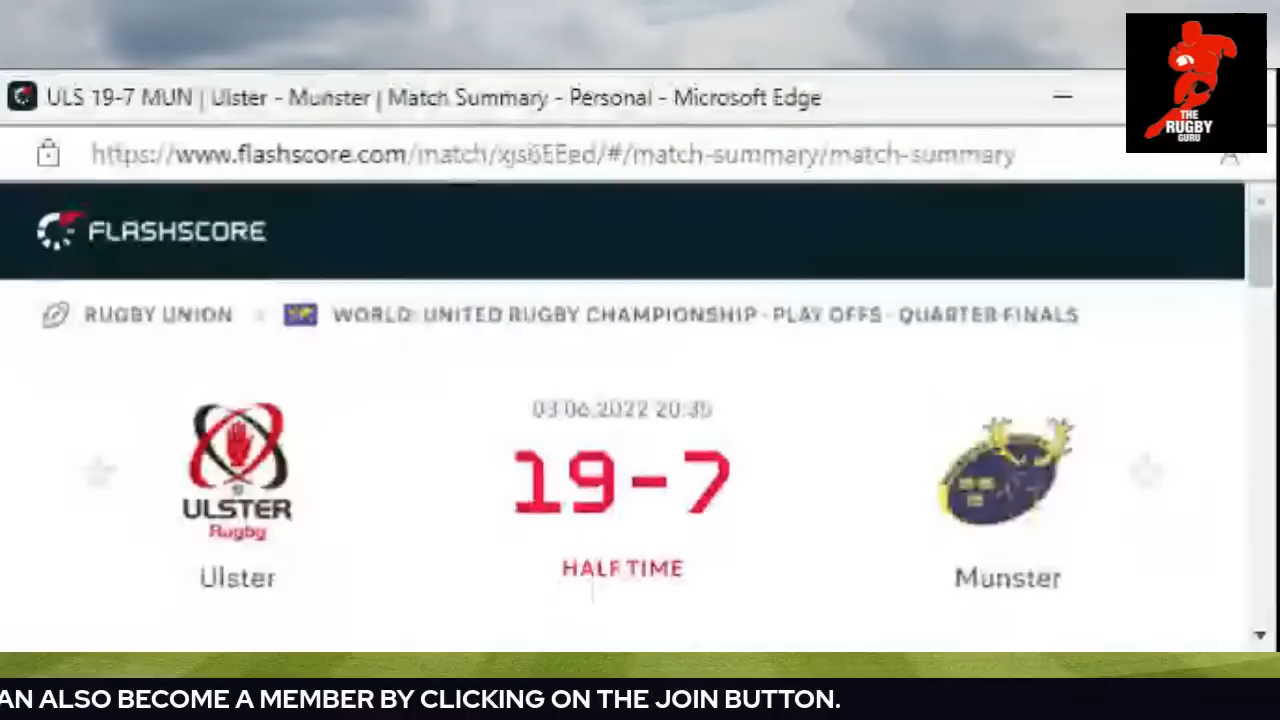 THE
RUGBY
GURU
ULS 19-7 MUN | Ulster - Munster | Match Summary - Personal - Microsoft Edge
https://www.flashscore.com/match/xjs6EEed/#/match-summary/match-summary
FLASHSCORE
RUGBY UNION WORLD: UNITED RUGBY CHAMPIONSHIP - PLAY OFFS - QUARTER-FINALS
03.06.2022 20:35
19-7
HALF TIME
ULSTER
Rugby
Ulster
Munster
AN ALSO BECOME A MEMBER BY CLICKING ON THE JOIN BUTTON.